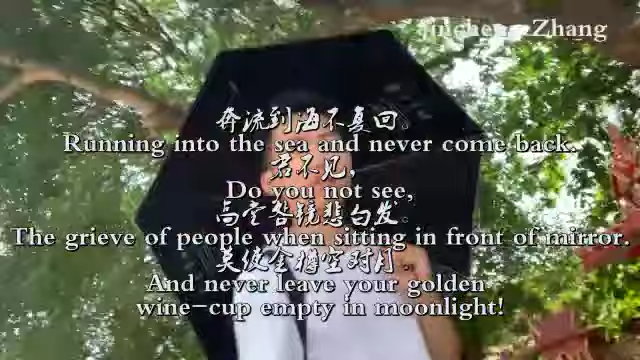 Zhang
奔流到海不复回。
Running into the sea and never come back.
君不见,
Do you not see,
高堂明镜悲白发。
The grieve of people when sitting in front of mirror.
莫使金樽空对月。
And never leave your golden
wine-cup empty in moonlight!